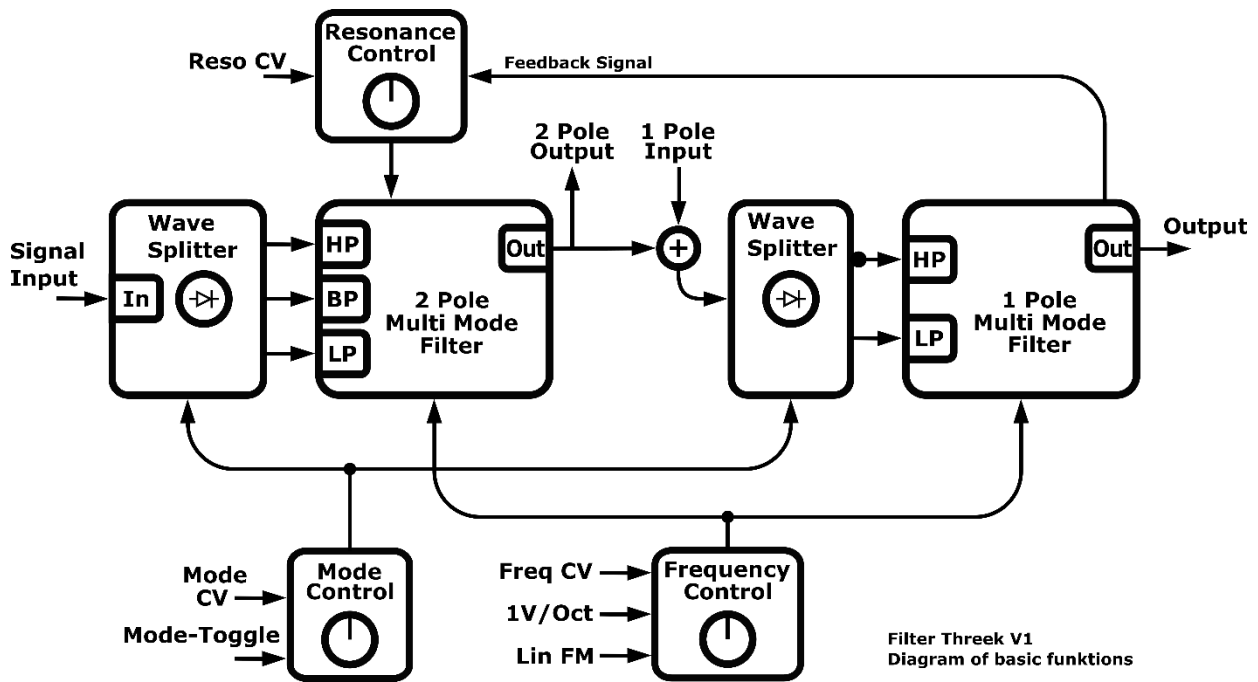 Resonance
Control
Reso CV
Feedback Signal
2 Pole
Output
1 Pole
Input
Signal
Input
Wave
Splitter
In
HP
BP
LP
Out
2 Pole
Multi Mode
Filter
+
Wave
Splitter
HP
LP
Out
1 Pole
Multi Mode
Filter
Output
Mode
CV
Mode-Toggle
Mode
Control
Freq CV
1V/Oct
Lin FM
Frequency
Control
Filter Threek V1
Diagram of basic funktions